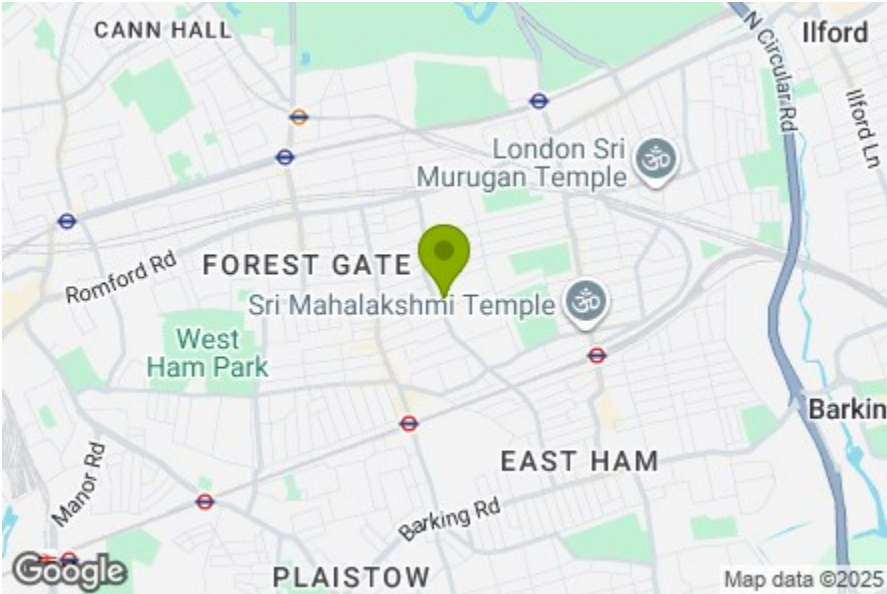 CANN HALL
N Circular Rd
Ilford
Ilford Ln
London Sri
Murugan Temple
Romford Rd
FOREST GATE
Sri Mahalakshmi Temple
West
Ham Park
Barkin
EAST HAM
Manor Rd
Barking Rd
PLAISTOW
Google
Map data ©2025